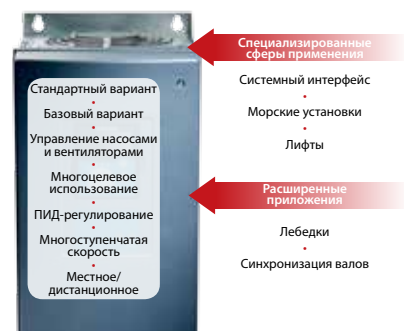 Стандартный вариант
•
Базовый вариант
•
Управление насосами
и вентиляторами
•
Многоцелевое
использование
•
ПИД-регулирование
•
Многоступенчатая
скорость
•
Местное/
дистанционное
Специализированные
сферы применения
Системный интерфейс
•
Морские установки
•
Лифты
Расширенные
приложения
Лебедки
•
Синхронизация валов